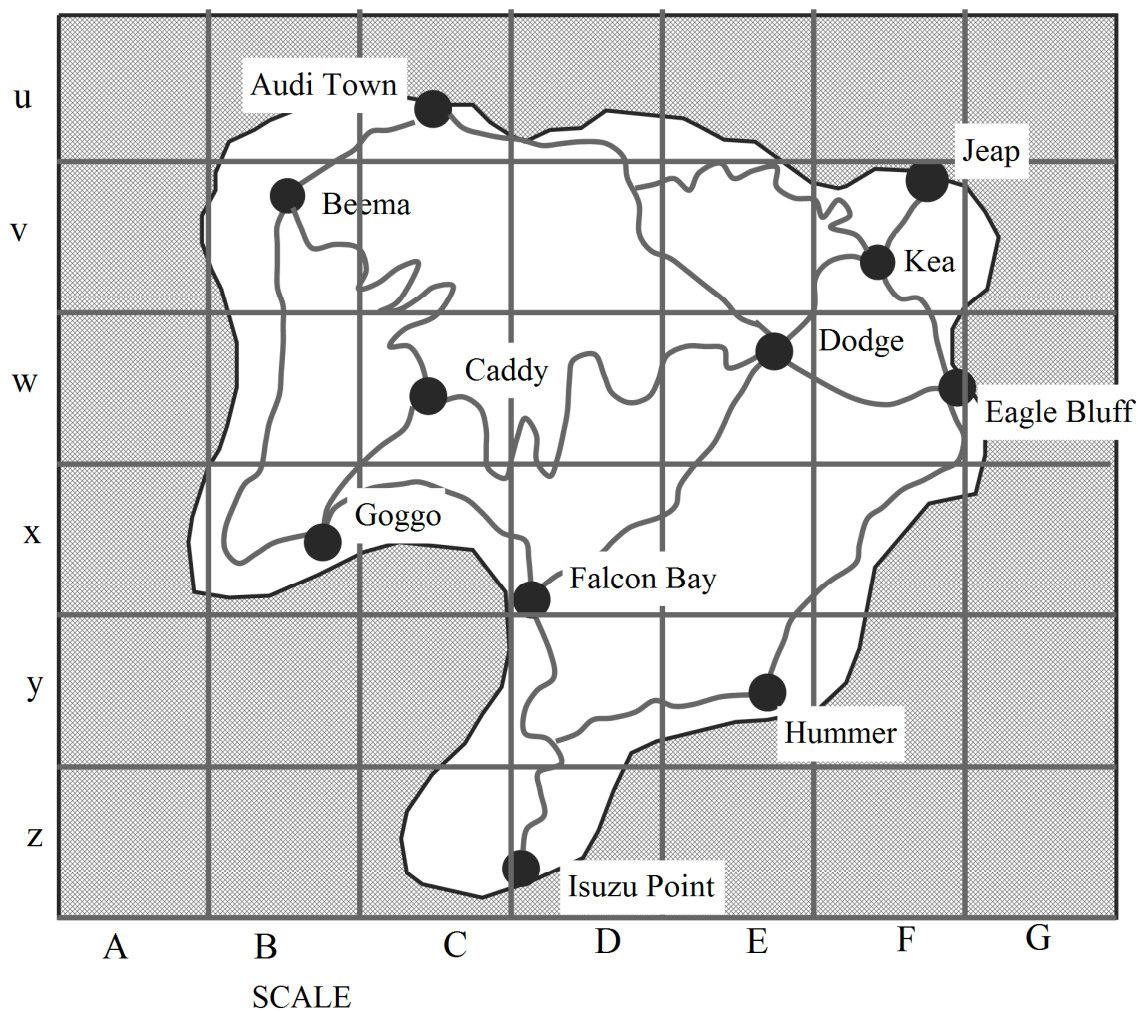 u
Audi Town
Jeap
Beema
v
Kea
Dodge
w
Caddy
Eagle Bluff
Goggo
x
Falcon Bay
y
Hummer
z
Isuzu Point
A
B
C
D
E
F
G
SCALE